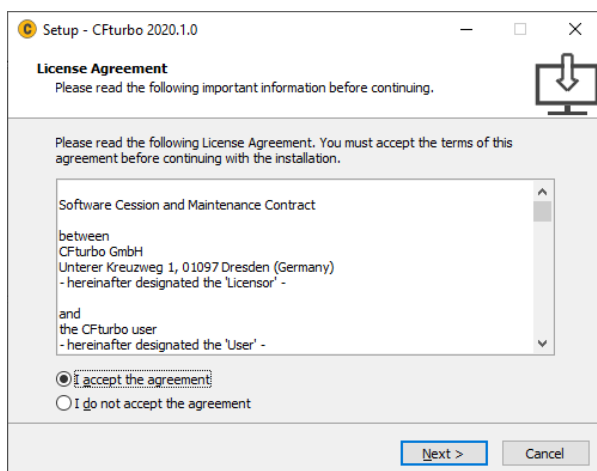 Setup - CFturbo 2020.1.0
License Agreement
Please read the following important information before continuing.
Please read the following License Agreement. You must accept the terms of this
agreement before continuing with the installation.
Software Cession and Maintenance Contract
between
CFturbo GmbH
Unterer Kreuzweg 1, 01097 Dresden (Germany)
- hereinafter designated the 'Licensor' -
and
the CFturbo user
- hereinafter designated the 'User' -
I accept the agreement
I do not accept the agreement
Next > Cancel